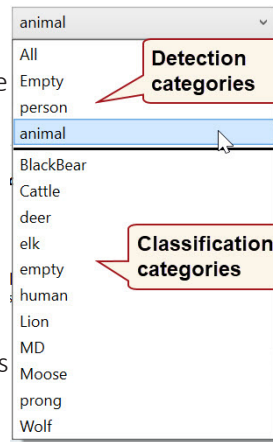 animal
All
Empty
person
animal
Detection
categories
BlackBear
Cattle
deer
elk
empty
human
Lion
MD
Moose
prong
Wolf
Classification
categories